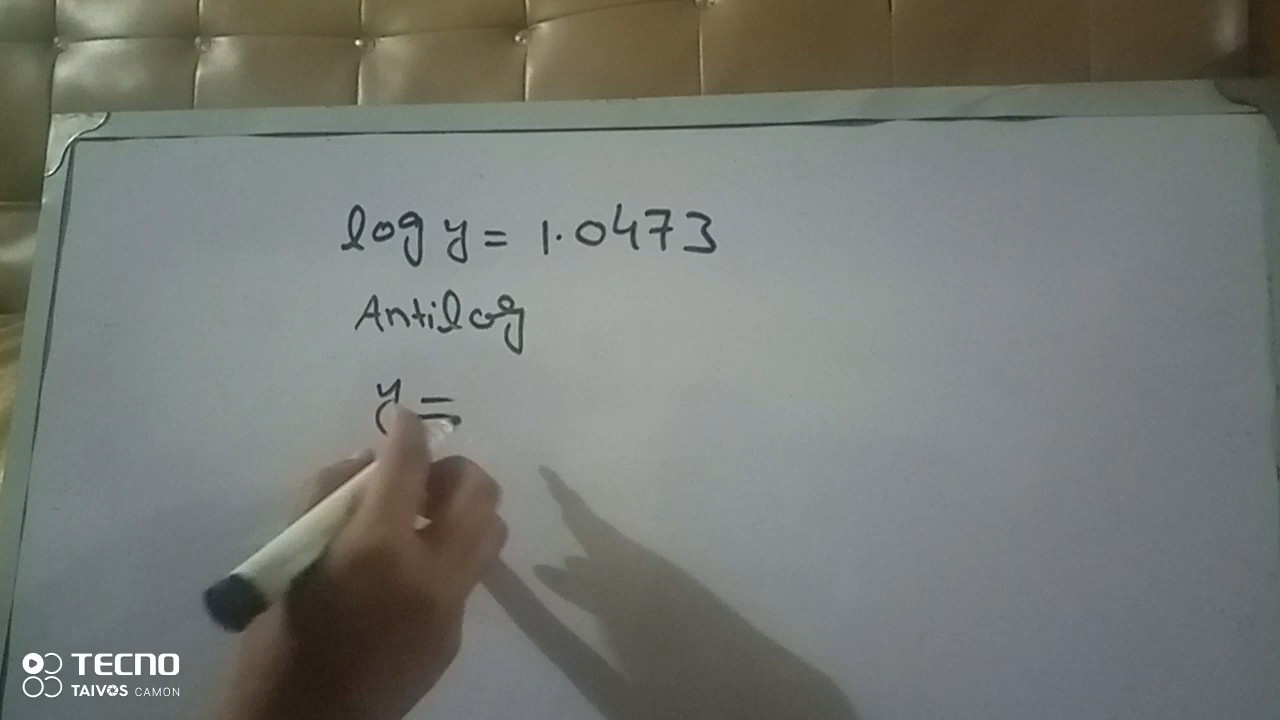 log y = 1.0473
Antilog
y =
TECNO
TAIVOS CAMON